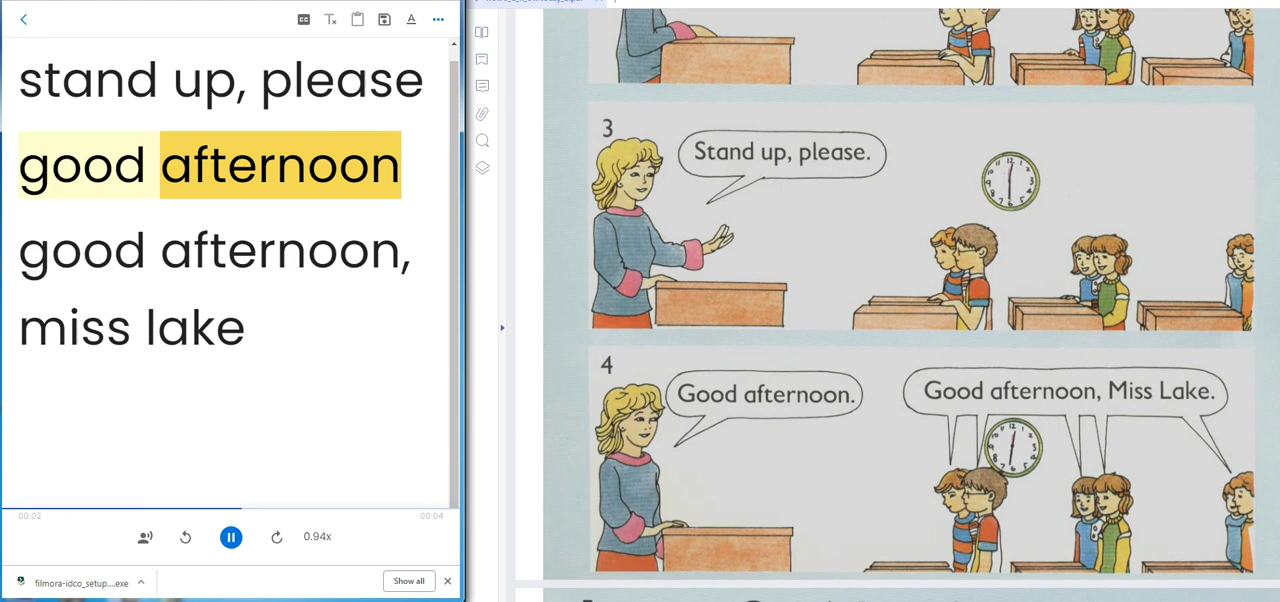 stand up, please
good afternoon
good afternoon,
miss lake
00:02
00:04
0.94x
filmora-idco_setup....exe
Show all
3
Stand up, please.
4
Good afternoon.
Good afternoon, Miss Lake.